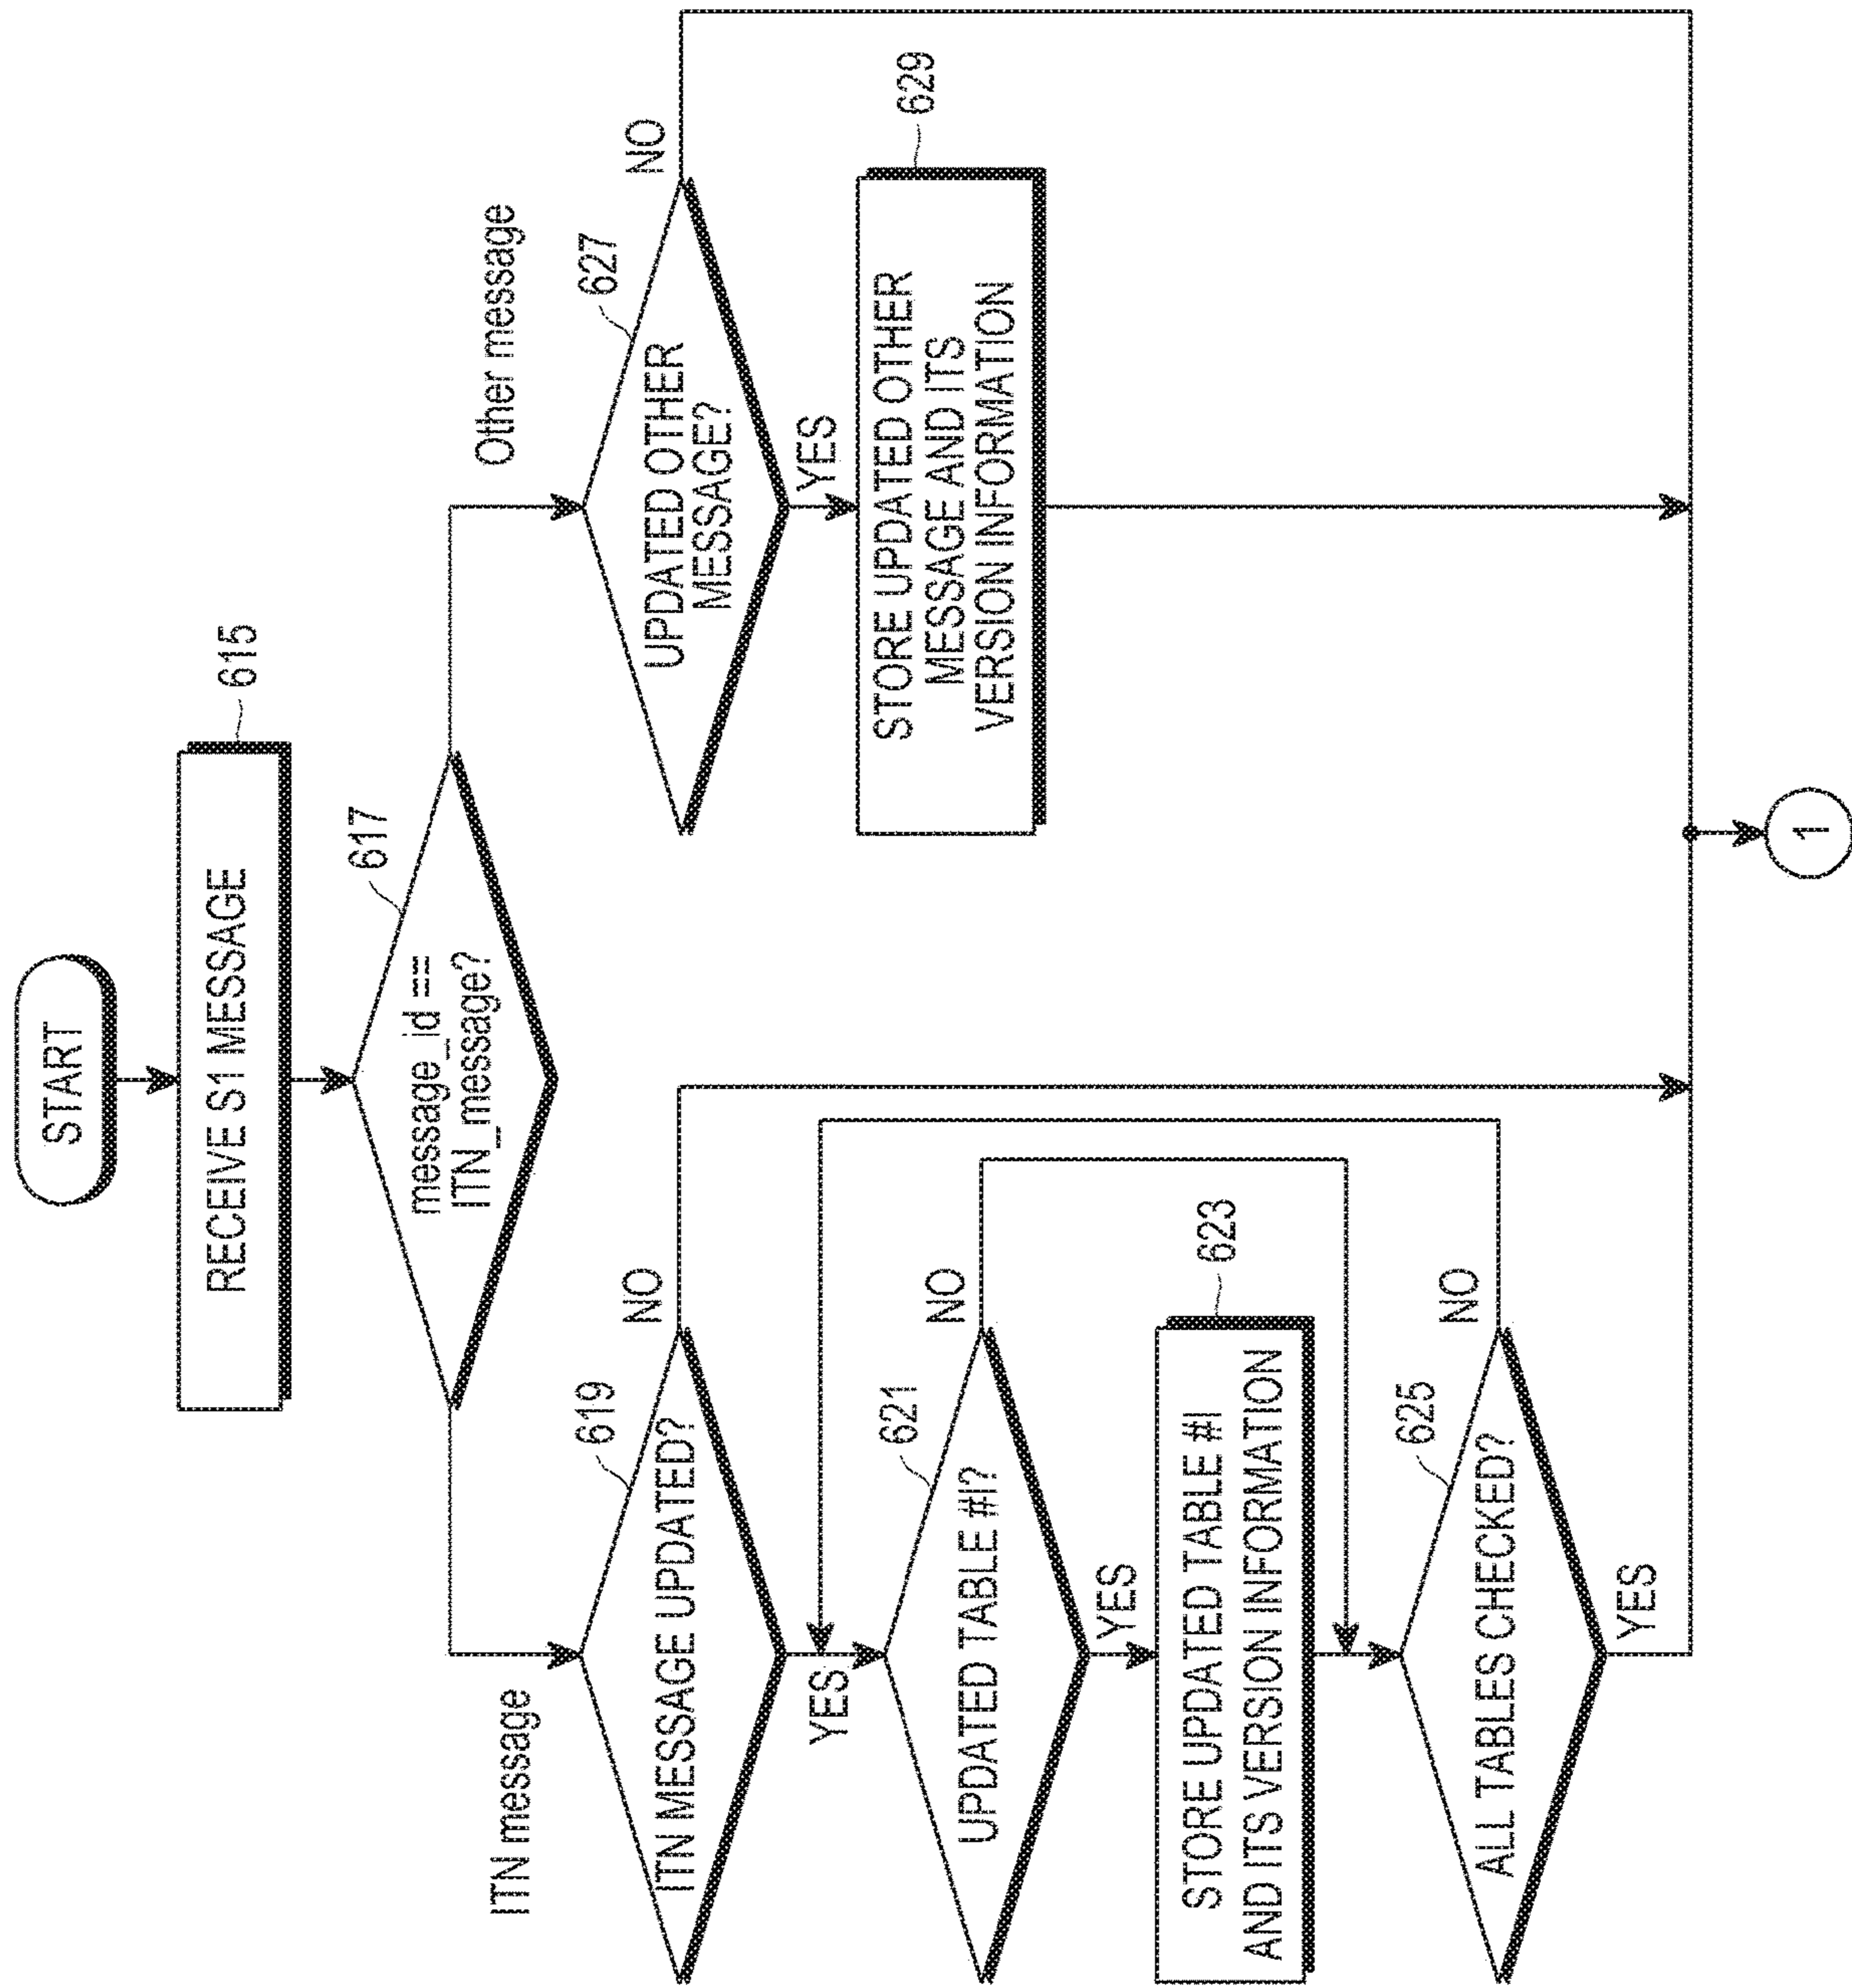 START
RECEIVE S1 MESSAGE
615
message_id ==
ITN_message?
617
ITN message
Other message
ITN MESSAGE UPDATED?
619
NO
YES
UPDATED TABLE #I?
621
NO
YES
STORE UPDATED TABLE #I
AND ITS VERSION INFORMATION
623
ALL TABLES CHECKED?
625
NO
YES
UPDATED OTHER
MESSAGE?
627
NO
YES
STORE UPDATED OTHER
MESSAGE AND ITS
VERSION INFORMATION
629
1